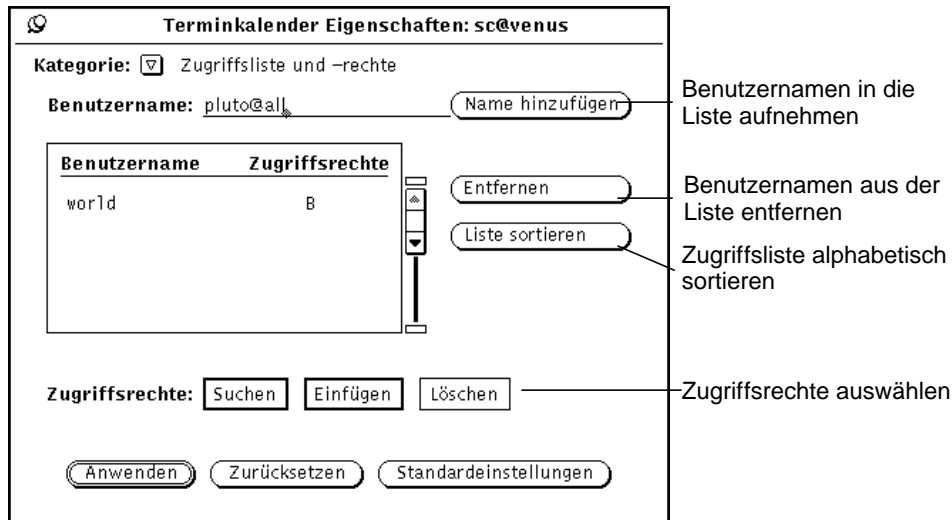 Terminkalender Eigenschaften: sc@venus
Kategorie: Zugriffsliste und –rechte
Benutzername: pluto@all
Name hinzufügen
Benutzernamen in die
Liste aufnehmen
Benutzername Zugriffsrechte
world B
Entfernen
Benutzernamen aus der
Liste entfernen
Liste sortieren
Zugriffsliste alphabetisch
sortieren
Zugriffsrechte: Suchen Einfügen Löschen
Zugriffsrechte auswählen
Anwenden Zurücksetzen Standardeinstellungen